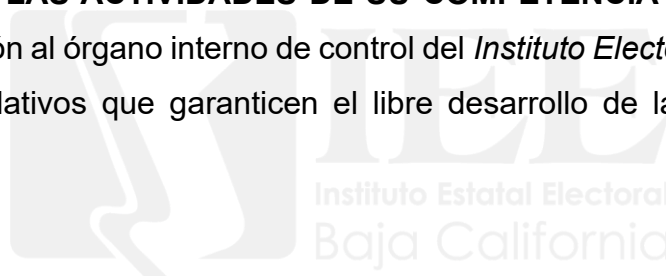 LAS ACTIVIDADES DE SU COMPETENCIA
ón al órgano interno de control del Instituto Elect
lativos que garanticen el libre desarrollo de la
IEE
Instituto Estatal Electoral
Baja California